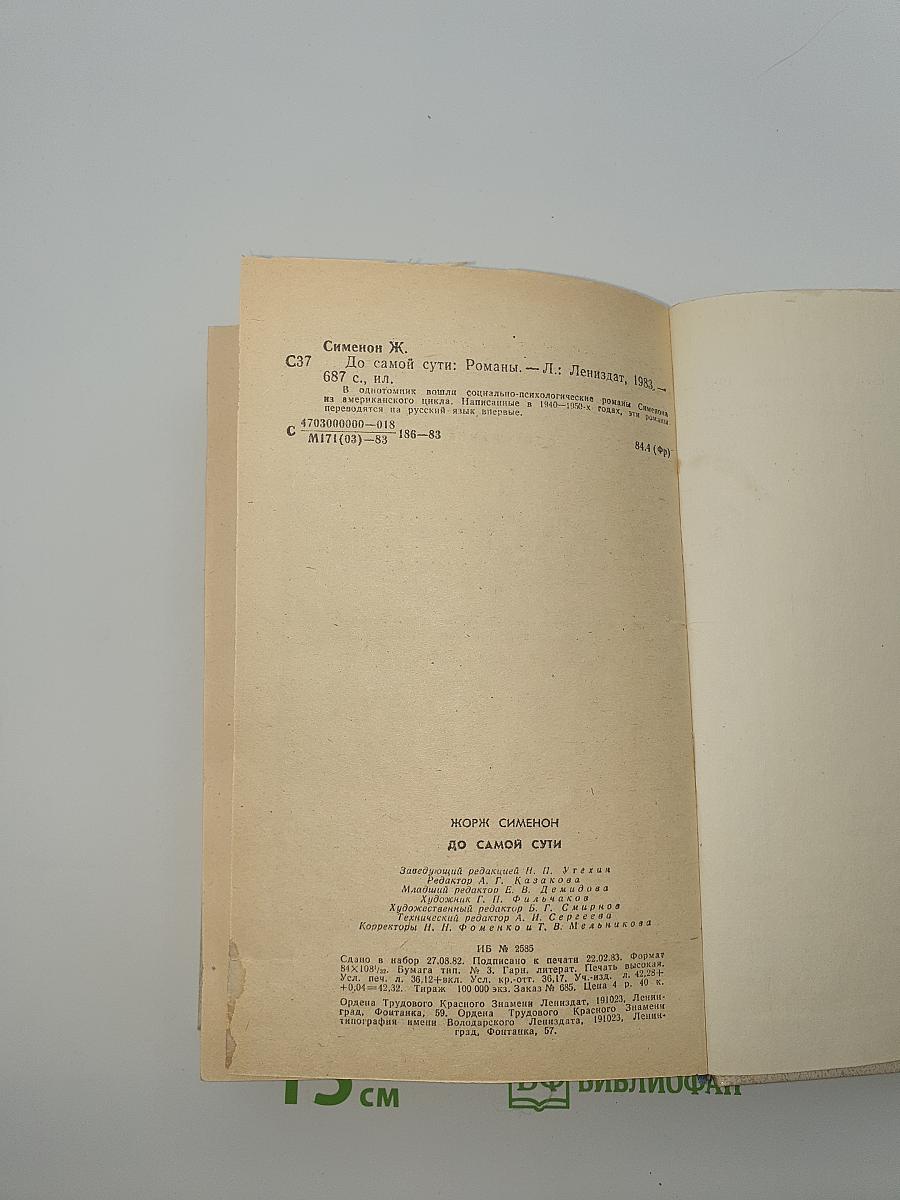 Сименон Ж.
С37 До самой сути: Романы. — Л.: Лениздат, 1983. —
687 с., ил.
В однотомник вошли социально-психологические романы Сименона
из американского цикла. Написанные в 1940—1950-х годах, эти романы
переводятся на русский язык впервые.
С 4703000000—018
М171(03)—83 186—83
84.4 (Фр)
ЖОРЖ СИМЕНОН
ДО САМОЙ СУТИ
Заведующий редакцией Н. П. Утехин
Редактор А. Г. Казакова
Младший редактор Е. В. Демидова
Художник Г. П. Фильчаков
Художественный редактор Б. Г. Смирнов
Технический редактор А. И. Сергеева
Корректоры Н. Н. Фоменко и Т. В. Мельникова
ИБ № 2585
Сдано в набор 27.08.82. Подписано к печати 22.02.83. Формат
84×108¹/₃₂. Бумага тип. № 3. Гарн. литерат. Печать высокая.
Усл. печ. л. 36,12+вкл. Усл. кр.-отт. 36,17. Уч.-изд. л. 42,28+
+0,04=42,32. Тираж 100 000 экз. Заказ № 685. Цена 4 р. 40 к.
Ордена Трудового Красного Знамени Лениздат, 191023, Ленин-
град, Фонтанка, 59. Ордена Трудового Красного Знамени
типография имени Володарского Лениздата, 191023, Ленин-
град, Фонтанка, 57.
15 см
БФ БИБЛИОФАН